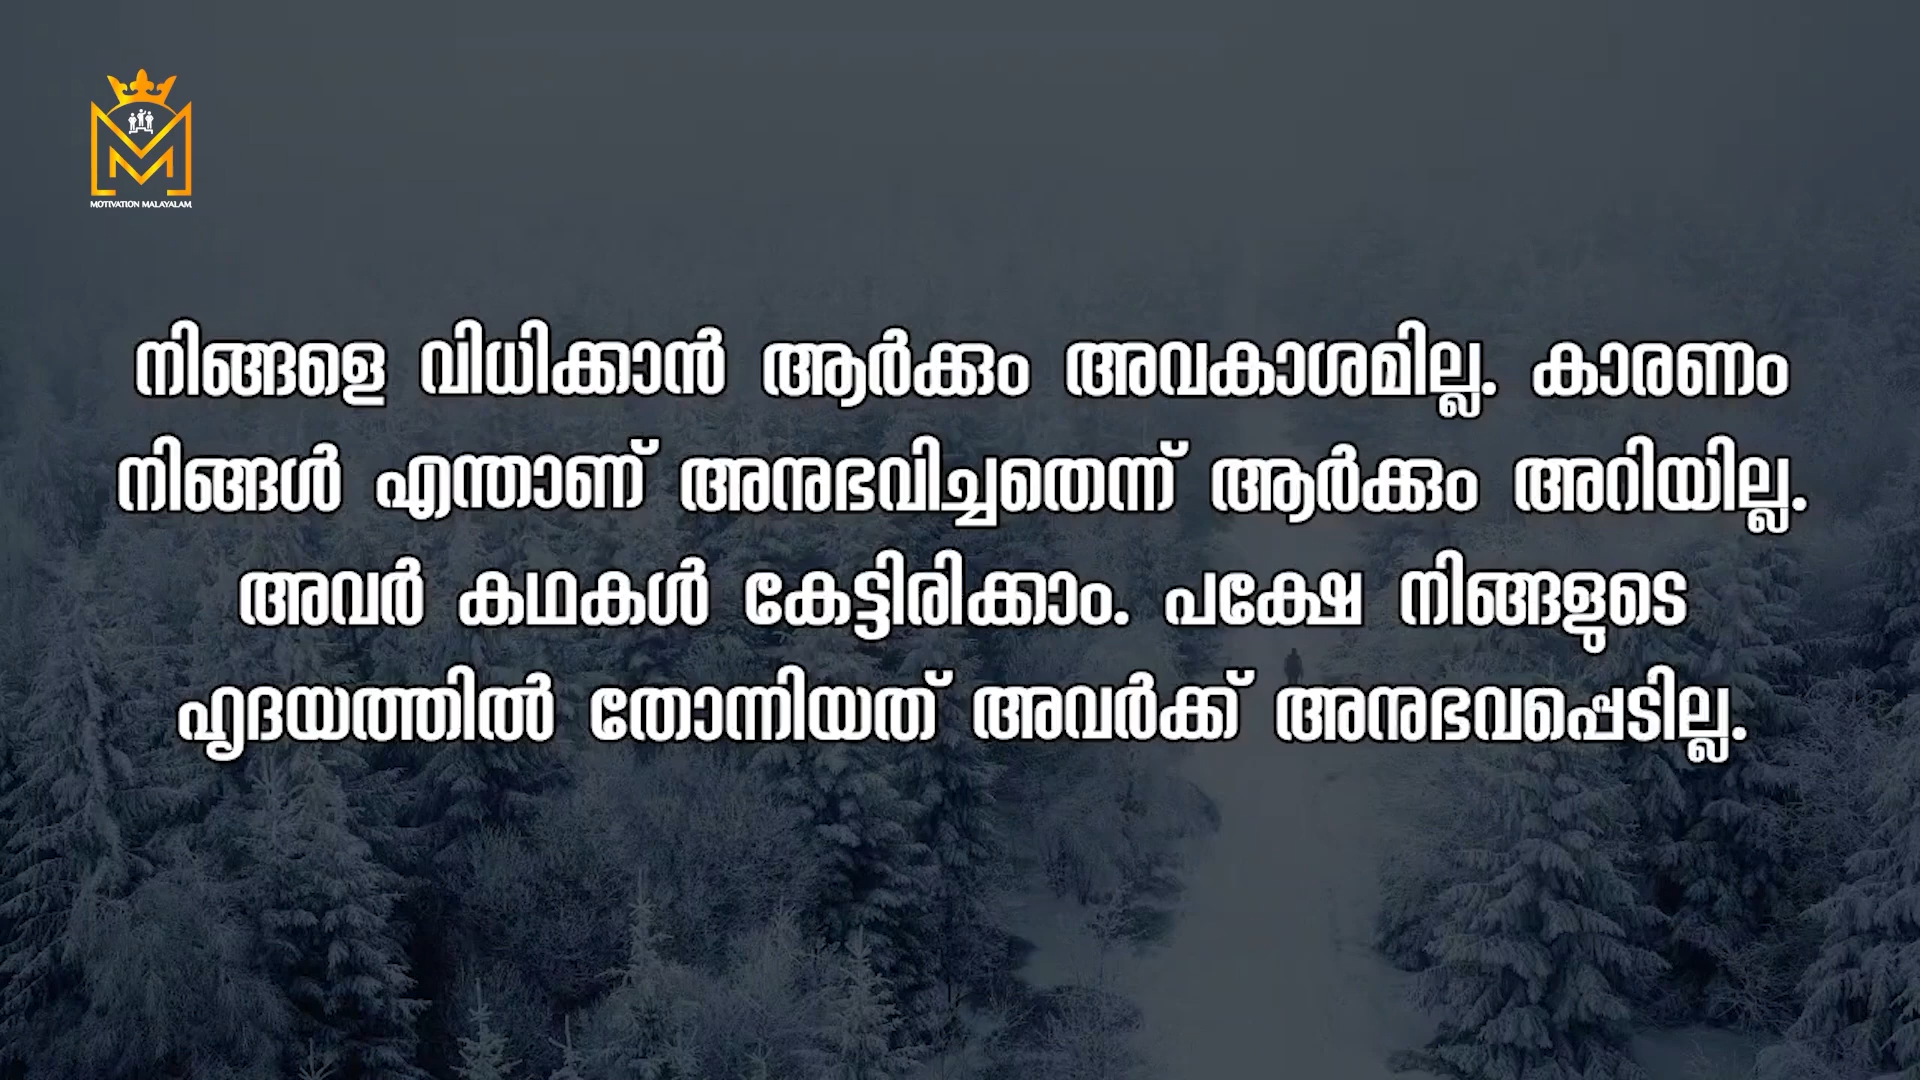 MOTIVATION MALAYALAM
നിങ്ങളെ വിധിക്കാൻ ആർക്കും അവകാശമില്ല. കാരണം
നിങ്ങൾ എന്താണ് അനുഭവിച്ചതെന്ന് ആർക്കും അറിയില്ല.
അവർ കഥകൾ കേട്ടിരിക്കാം. പക്ഷേ നിങ്ങളുടെ
ഹൃദയത്തിൽ തോന്നിയത് അവർക്ക് അനുഭവപ്പെടില്ല.